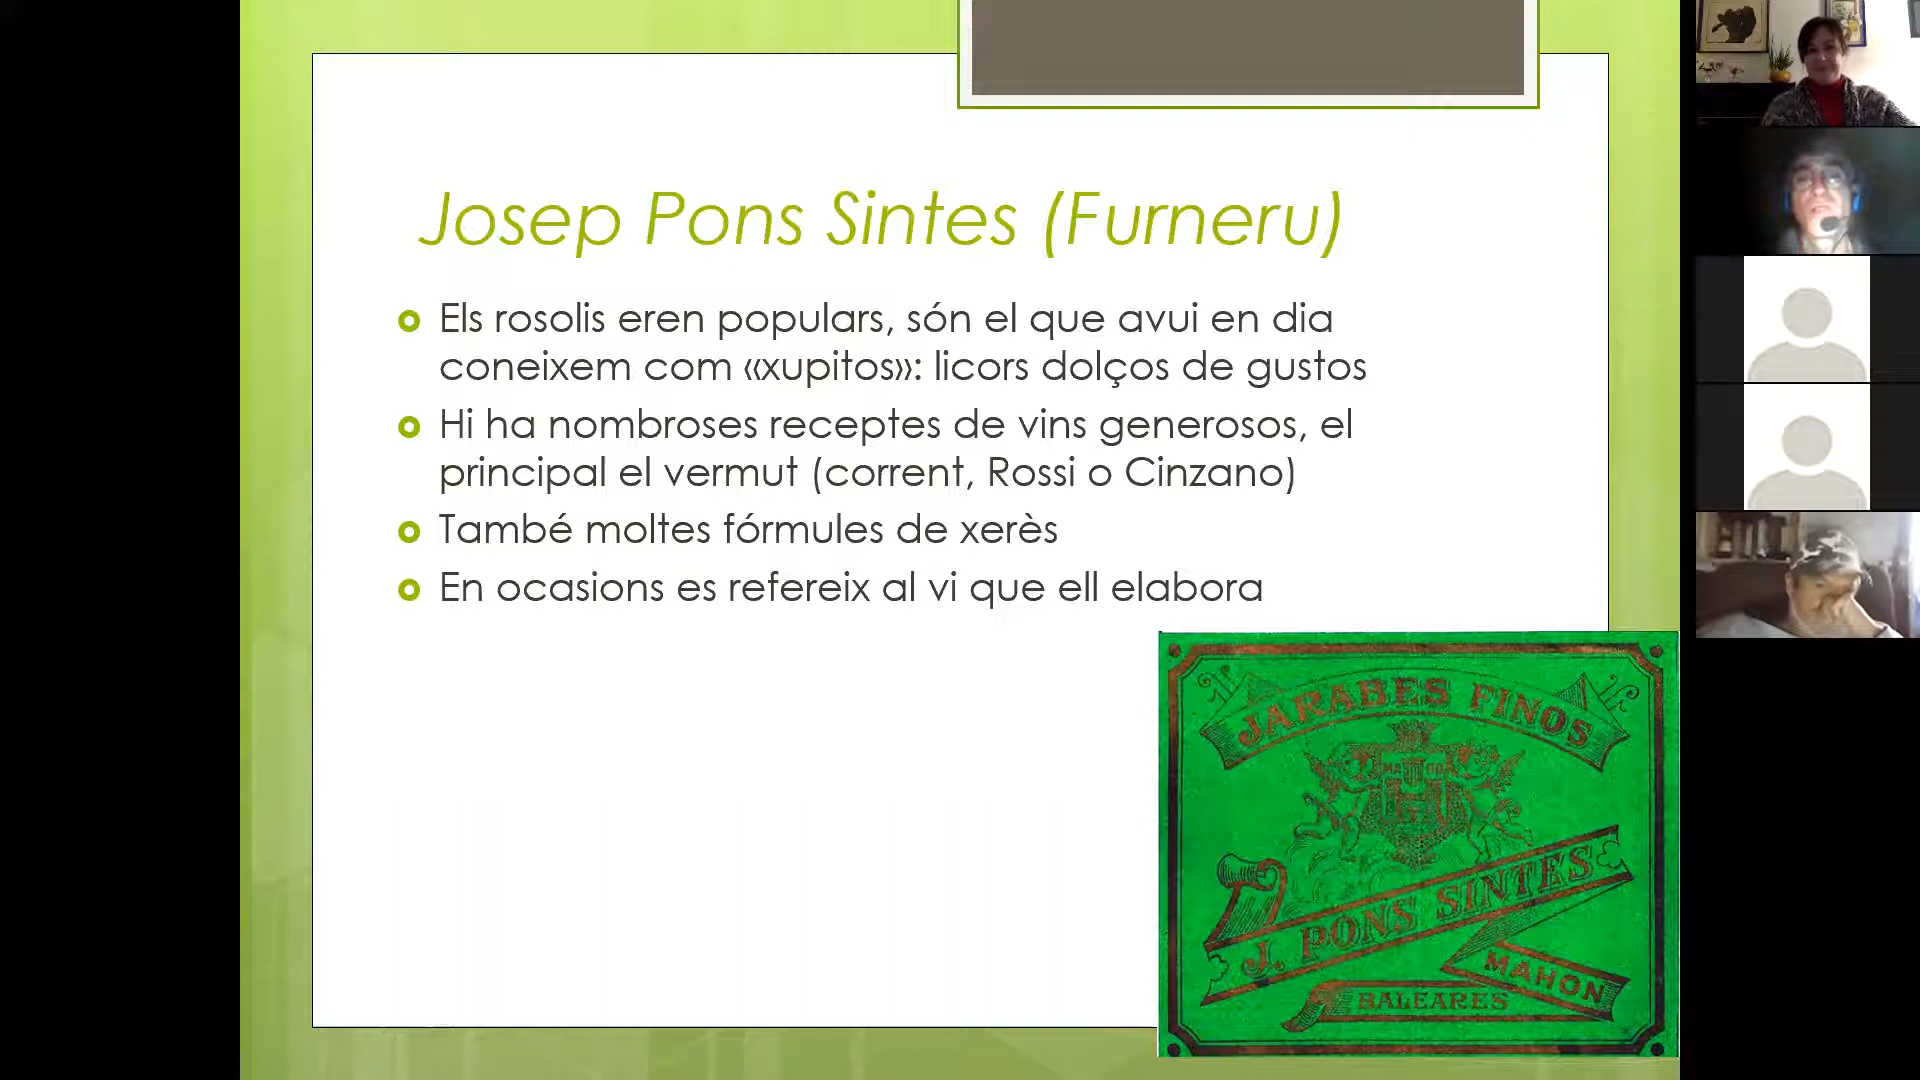 Josep Pons Sintes (Furneru)
Els rosolis eren populars, són el que avui en dia
coneixem com «xupitos»: licors dolços de gustos
Hi ha nombroses receptes de vins generosos, el
principal el vermut (corrent, Rossi o Cinzano)
També moltes fórmules de xerès
En ocasions es refereix al vi que ell elabora
JARABES FINOS
J. PONS SINTES
MAHON
BALEARES